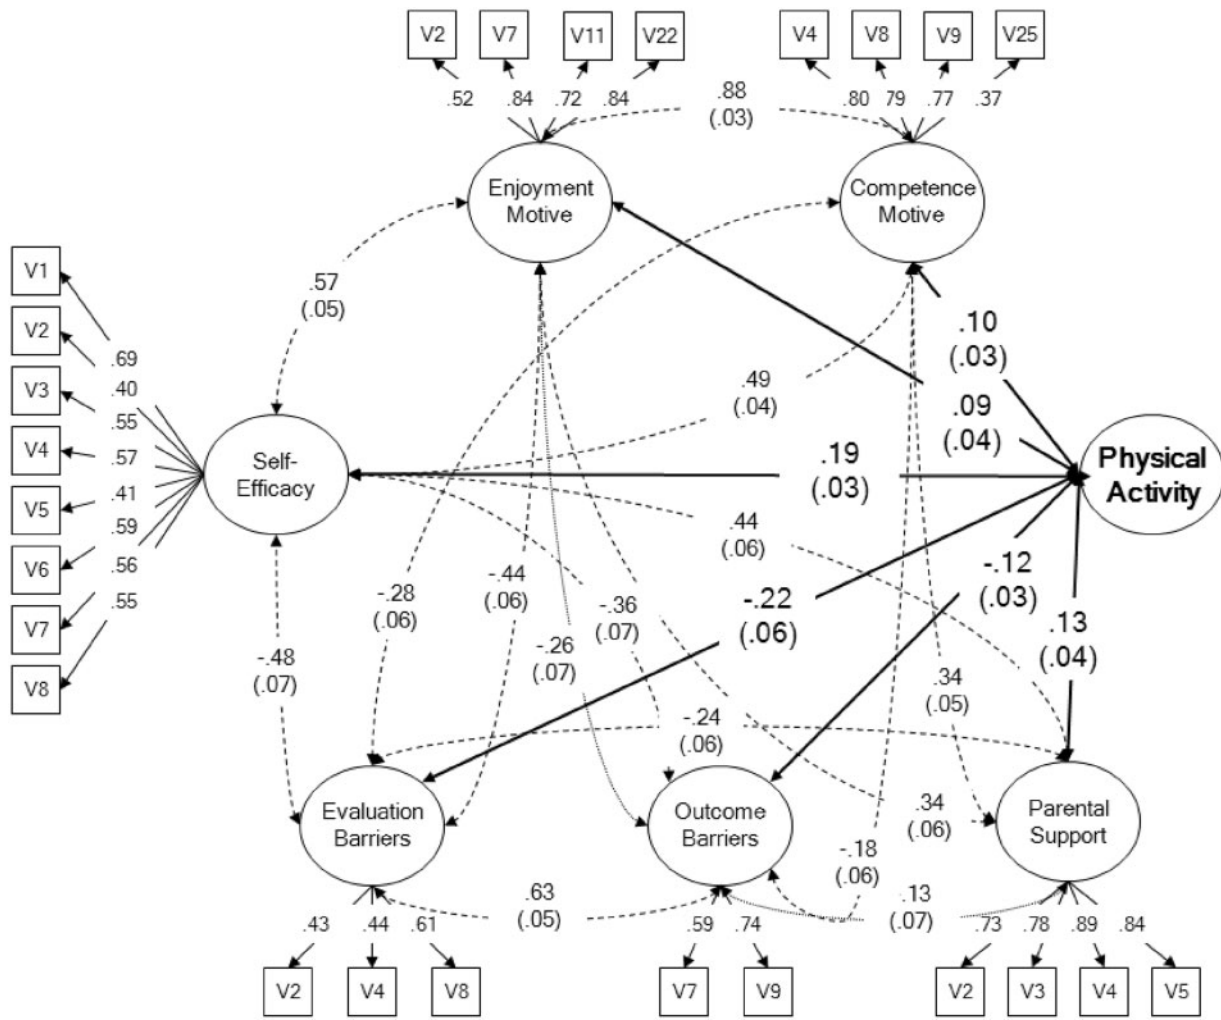 V2 V7 V11 V22 V4 V8 V9 V25
.52 .84 .72 .84 .88 .80 79 .77 .37
(.03)
Enjoyment
Motive
Competence
Motive
V1
V2
V3
V4
V5
V6
V7
V8
.69
.40
.55
.57
.41
.59
.56
.55
.57
(.05)
Self-
Efficacy
.10
(.03)
.49
(.04)
.09
(.04)
.19
(.03)
Physical
Activity
.44
(.06)
-.12
(.03)
-.44
(.06)
-.28
(.06)
-.36
(.07)
-.22
(.06)
.13
(.04)
-.26
(.07)
-.48
(.07)
.34
(.05)
-.24
(.06)
Evaluation
Barriers
Outcome
Barriers
.34
(.06)
Parental
Support
-.18
(.06)
.63
(.05)
.13
(.07)
.43 .44 .61 .59 .74 .73 .78 .89 .84
V2 V4 V8 V7 V9 V2 V3 V4 V5